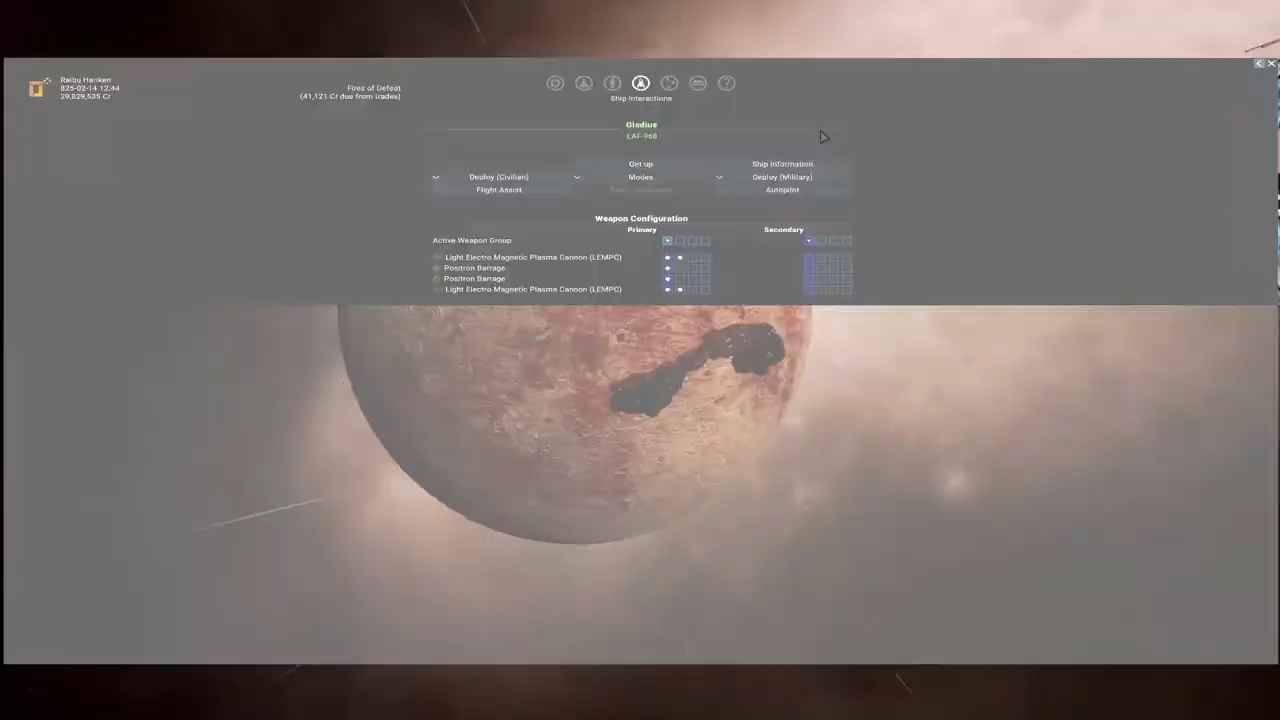 Raibu Hariken
825-02-14 12:44
29,829,535 Cr
Fires of Defeat
(41,121 Cr due from trades)
Ship Interactions
Gladius
LAF-968
Get up
Ship Information
Deploy (Civilian)
Modes
Deploy (Military)
Flight Assist
Autopilot
Weapon Configuration
Primary
Secondary
Active Weapon Group
Light Electro Magnetic Plasma Cannon (LEMPC)
Positron Barrage
Positron Barrage
Light Electro Magnetic Plasma Cannon (LEMPC)